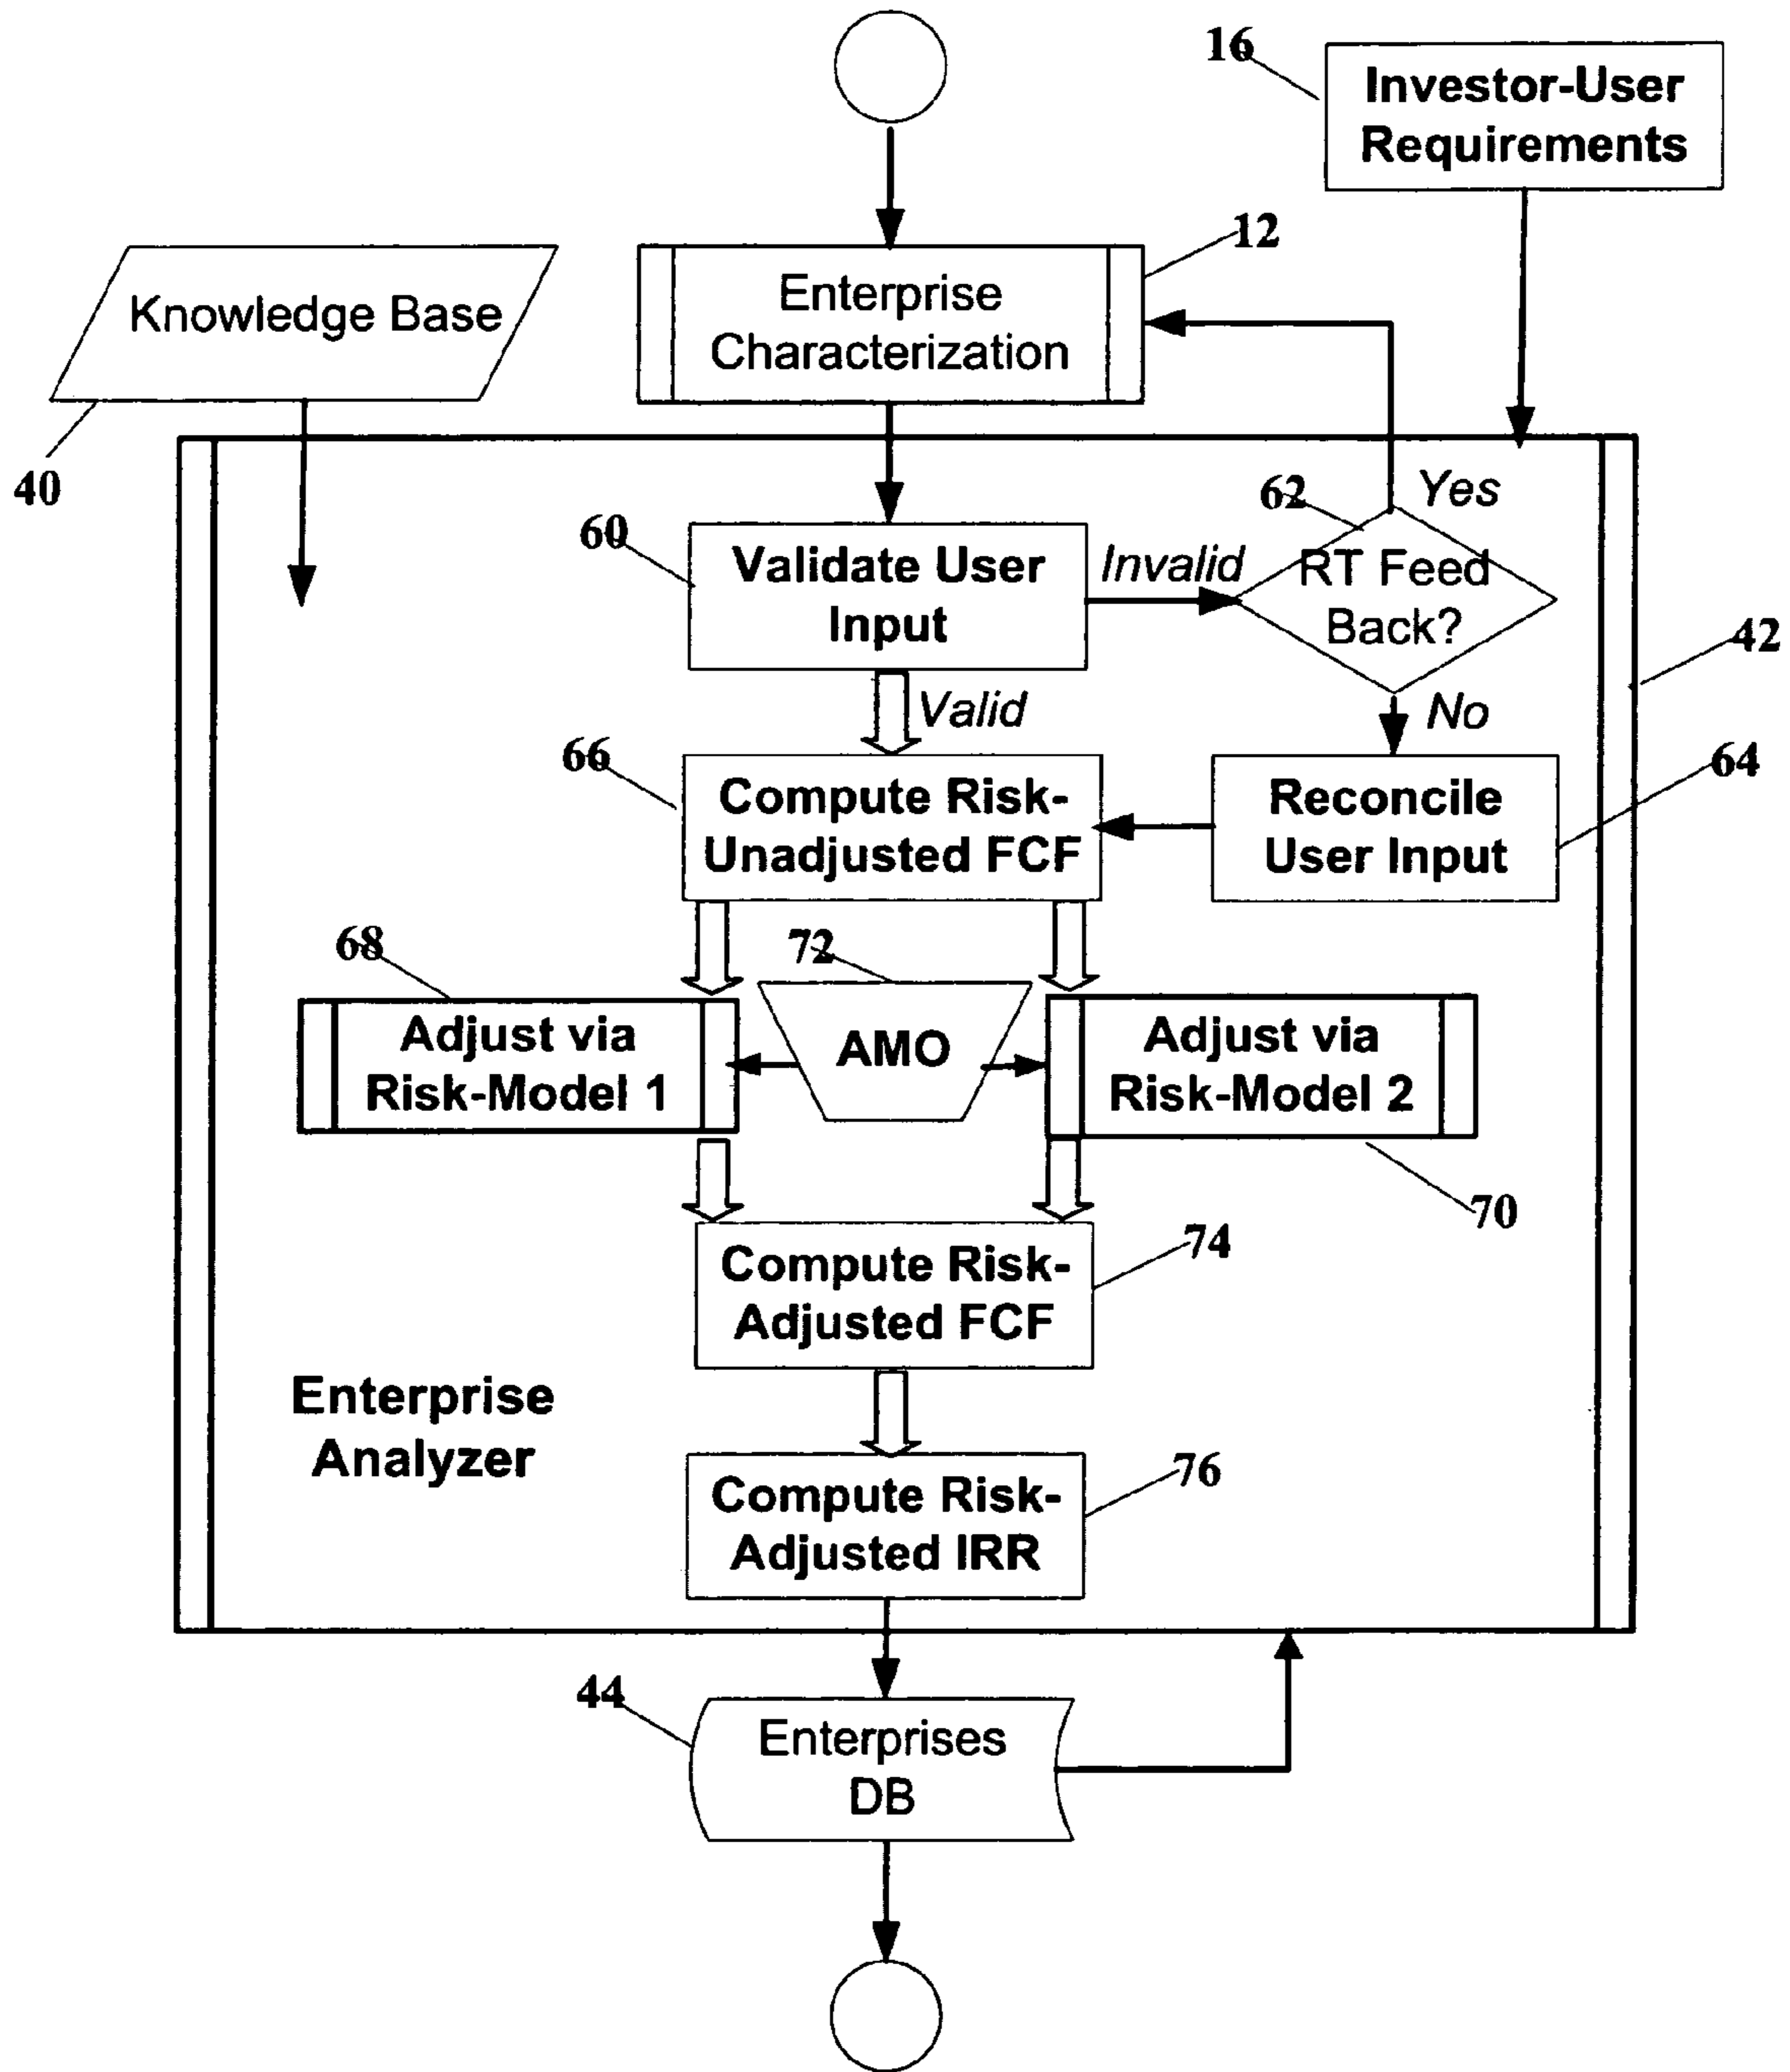 16
Investor-User
Requirements
12
Enterprise
Characterization
Knowledge Base
40
62
Yes
60
Validate User
Input
Invalid
RT Feed
Back?
42
Valid
No
66
Compute Risk-
Unadjusted FCF
Reconcile
User Input
64
68
72
Adjust via
Risk-Model 1
AMO
Adjust via
Risk-Model 2
70
74
Compute Risk-
Adjusted FCF
Enterprise
Analyzer
76
Compute Risk-
Adjusted IRR
44
Enterprises
DB